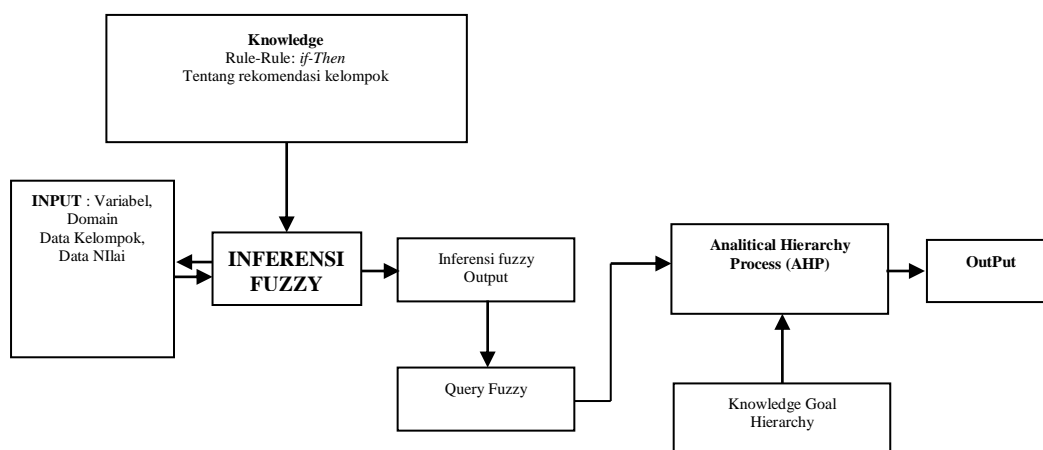 Knowledge
Rule-Rule: if-Then
Tentang rekomendasi kelompok
INPUT : Variabel,
Domain
Data Kelompok,
Data NIlai
INFERENSI
FUZZY
Inferensi fuzzy
Output
Query Fuzzy
Analitical Hierarchy
Process (AHP)
OutPut
Knowledge Goal
Hierarchy